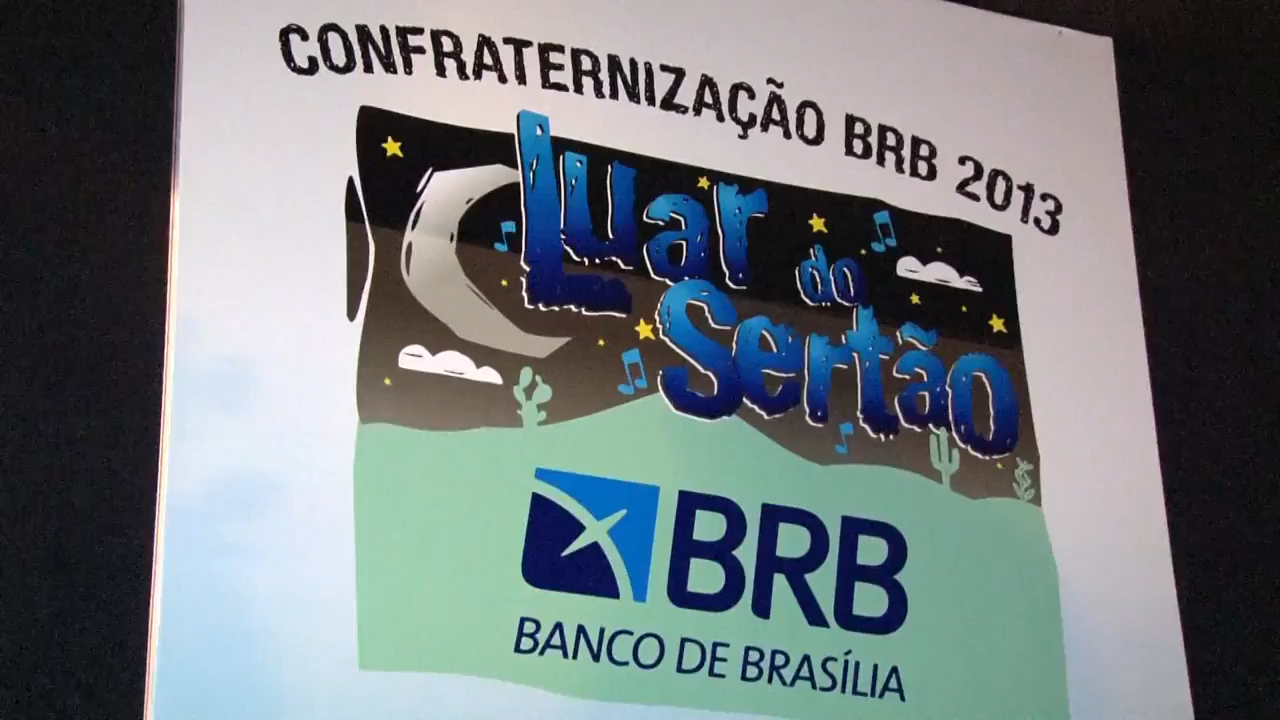 CONFRATERNIZAÇÃO BRB 2013
Luar
do
Sertão
BRB
BANCO DE BRASÍLIA